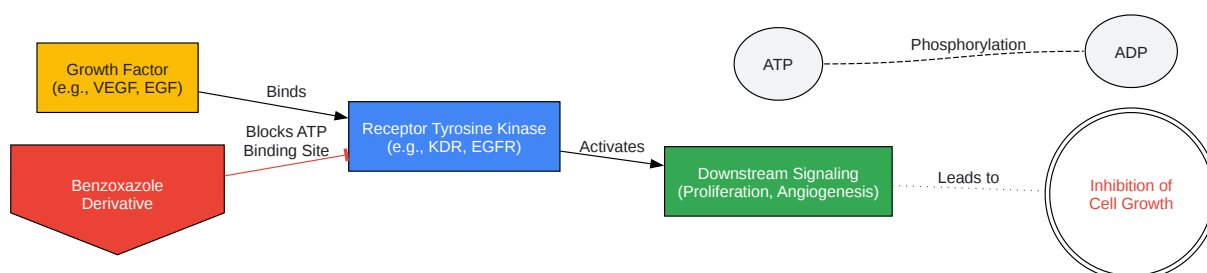 Growth Factor
(e.g., VEGF, EGF)
Binds
Blocks ATP
Binding Site
Benzoxazole
Derivative
Receptor Tyrosine Kinase
(e.g., KDR, EGFR)
Activates
Downstream Signaling
(Proliferation, Angiogenesis)
Leads to
Inhibition of
Cell Growth
ATP
Phosphorylation
ADP